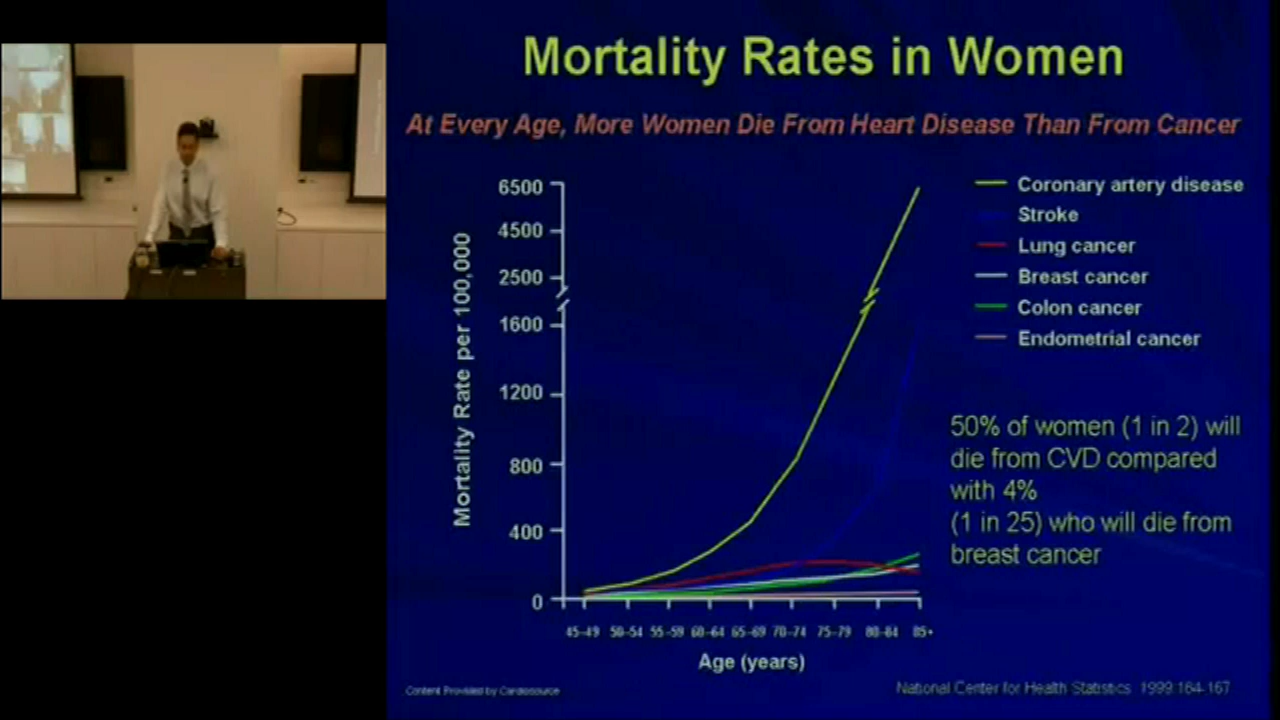 Mortality Rates in Women
At Every Age, More Women Die From Heart Disease Than From Cancer
6500
4500
2500
1600
1200
800
400
0
Mortality Rate per 100,000
45-49 50-54 55-59 60-64 65-69 70-74 75-79 80-84 85+
Age (years)
Coronary artery disease
Stroke
Lung cancer
Breast cancer
Colon cancer
Endometrial cancer
50% of women (1 in 2) will
die from CVD compared
with 4%
(1 in 25) who will die from
breast cancer
Content Provided by Cardiosource
National Center for Health Statistics 1999:164-167